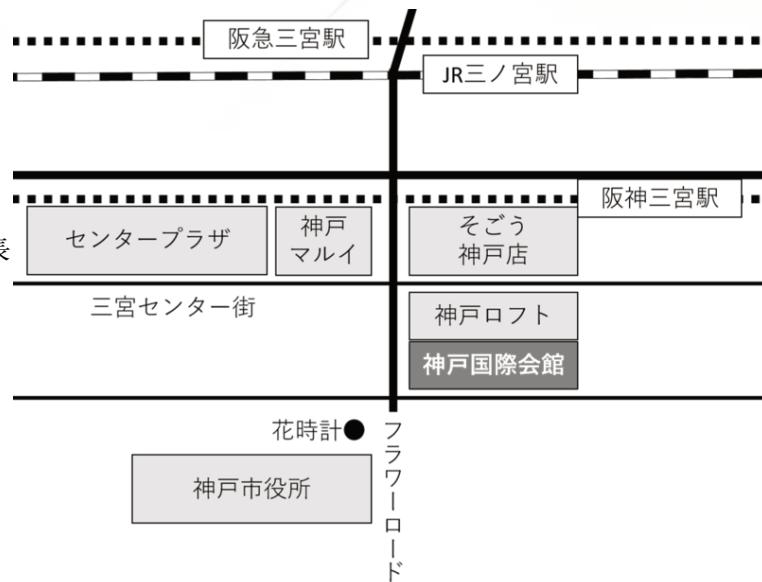 阪急三宮駅
JR三ノ宮駅
阪神三宮駅
センタープラザ
神戸
マルイ
そごう
神戸店
長
三宮センター街
神戸ロフト
神戸国際会館
花時計
フラワーロード
神戸市役所